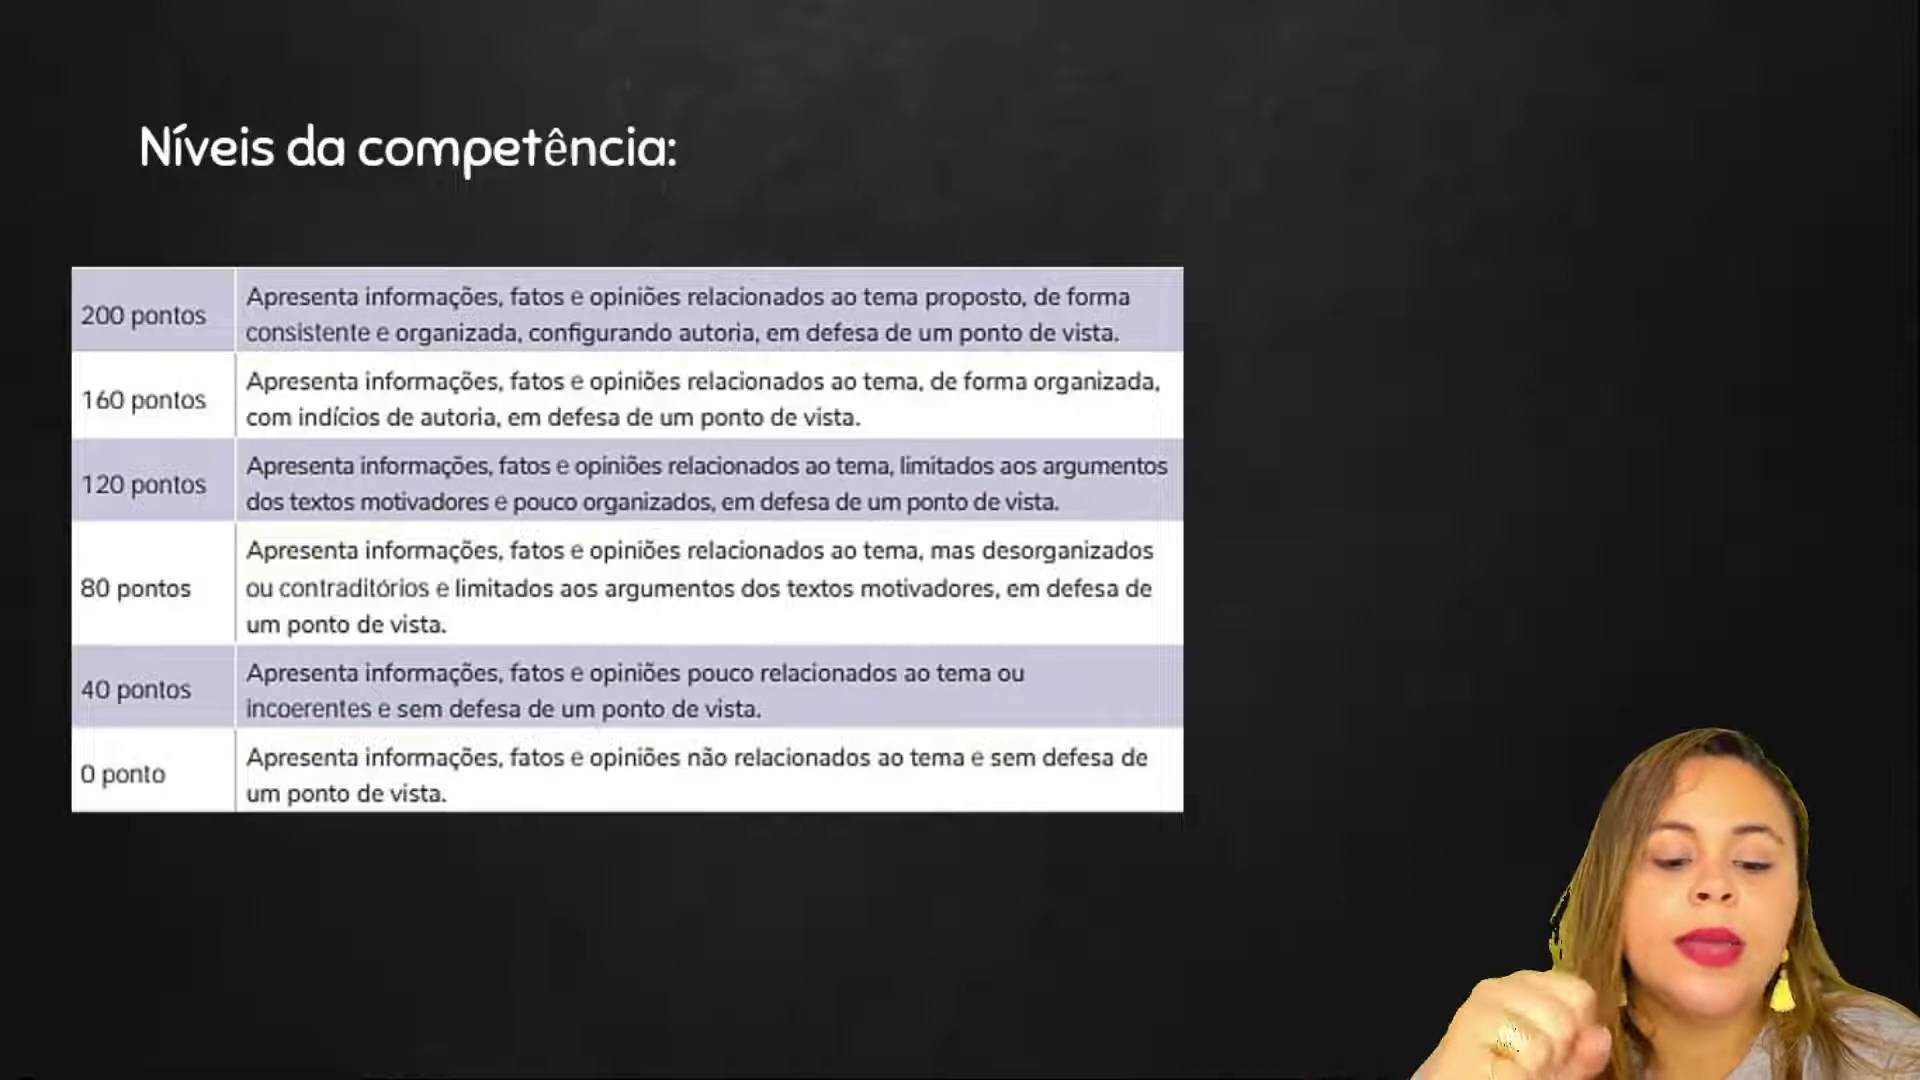 Níveis da competência:
200 pontos
Apresenta informações, fatos e opiniões relacionados ao tema proposto, de forma
consistente e organizada, configurando autoria, em defesa de um ponto de vista.
160 pontos
Apresenta informações, fatos e opiniões relacionados ao tema, de forma organizada,
com indícios de autoria, em defesa de um ponto de vista.
120 pontos
Apresenta informações, fatos e opiniões relacionados ao tema, limitados aos argumentos
dos textos motivadores e pouco organizados, em defesa de um ponto de vista.
80 pontos
Apresenta informações, fatos e opiniões relacionados ao tema, mas desorganizados
ou contraditórios e limitados aos argumentos dos textos motivadores, em defesa de
um ponto de vista.
40 pontos
Apresenta informações, fatos e opiniões pouco relacionados ao tema ou
incoerentes e sem defesa de um ponto de vista.
0 ponto
Apresenta informações, fatos e opiniões não relacionados ao tema e sem defesa de
um ponto de vista.